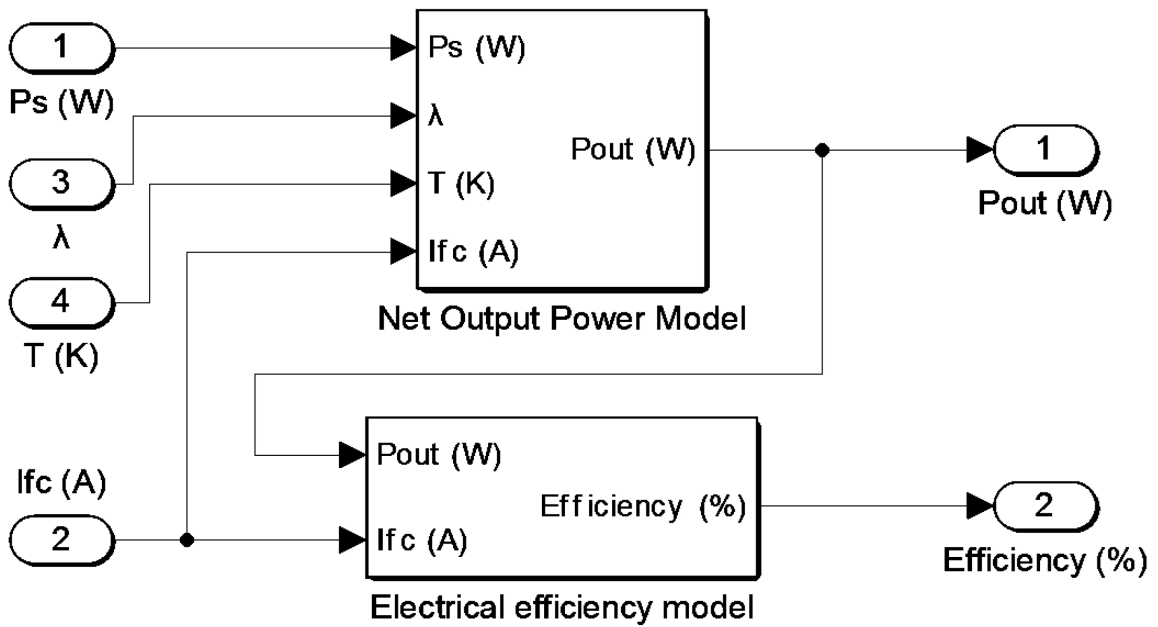 1
Ps (W)
3
λ
4
T (K)
Ifc (A)
2
Ps (W)
λ
T (K)
Ifc (A)
Pout (W)
Net Output Power Model
1
Pout (W)
Pout (W)
Ifc (A)
Efficiency (%)
Electrical efficiency model
2
Efficiency (%)